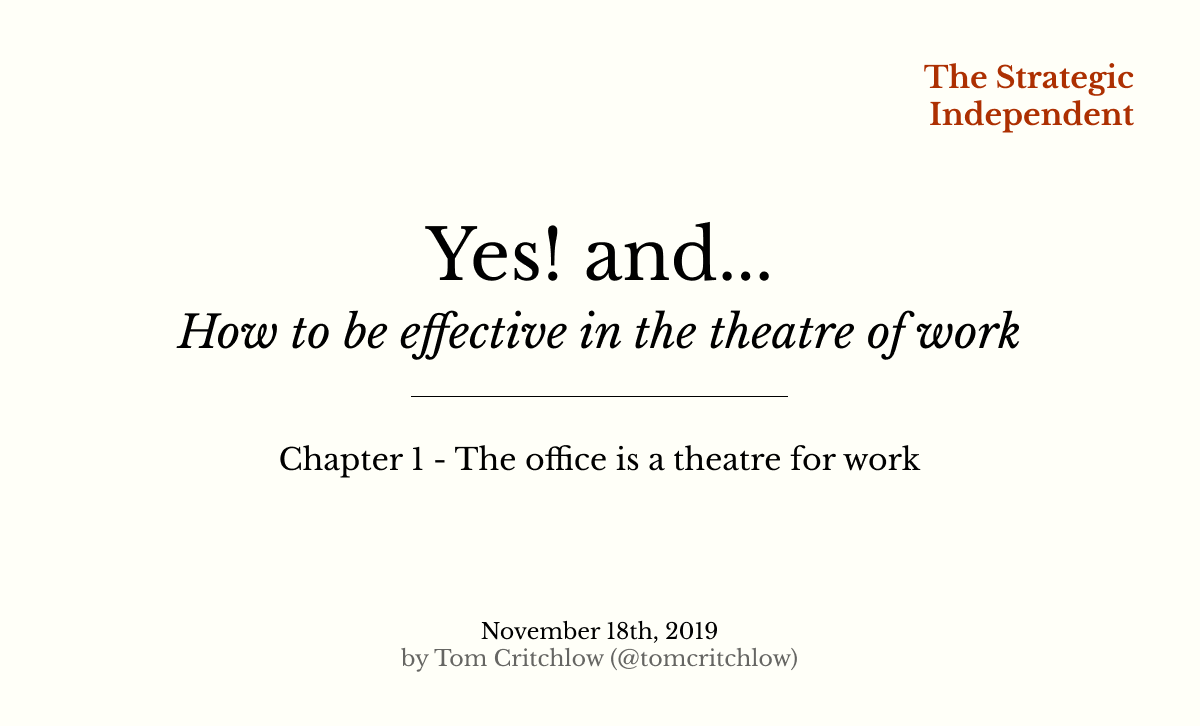 The Strategic
Independent
Yes! and...
How to be effective in the theatre of work
Chapter 1 - The office is a theatre for work
November 18th, 2019
by Tom Critchlow (@tomcritchlow)